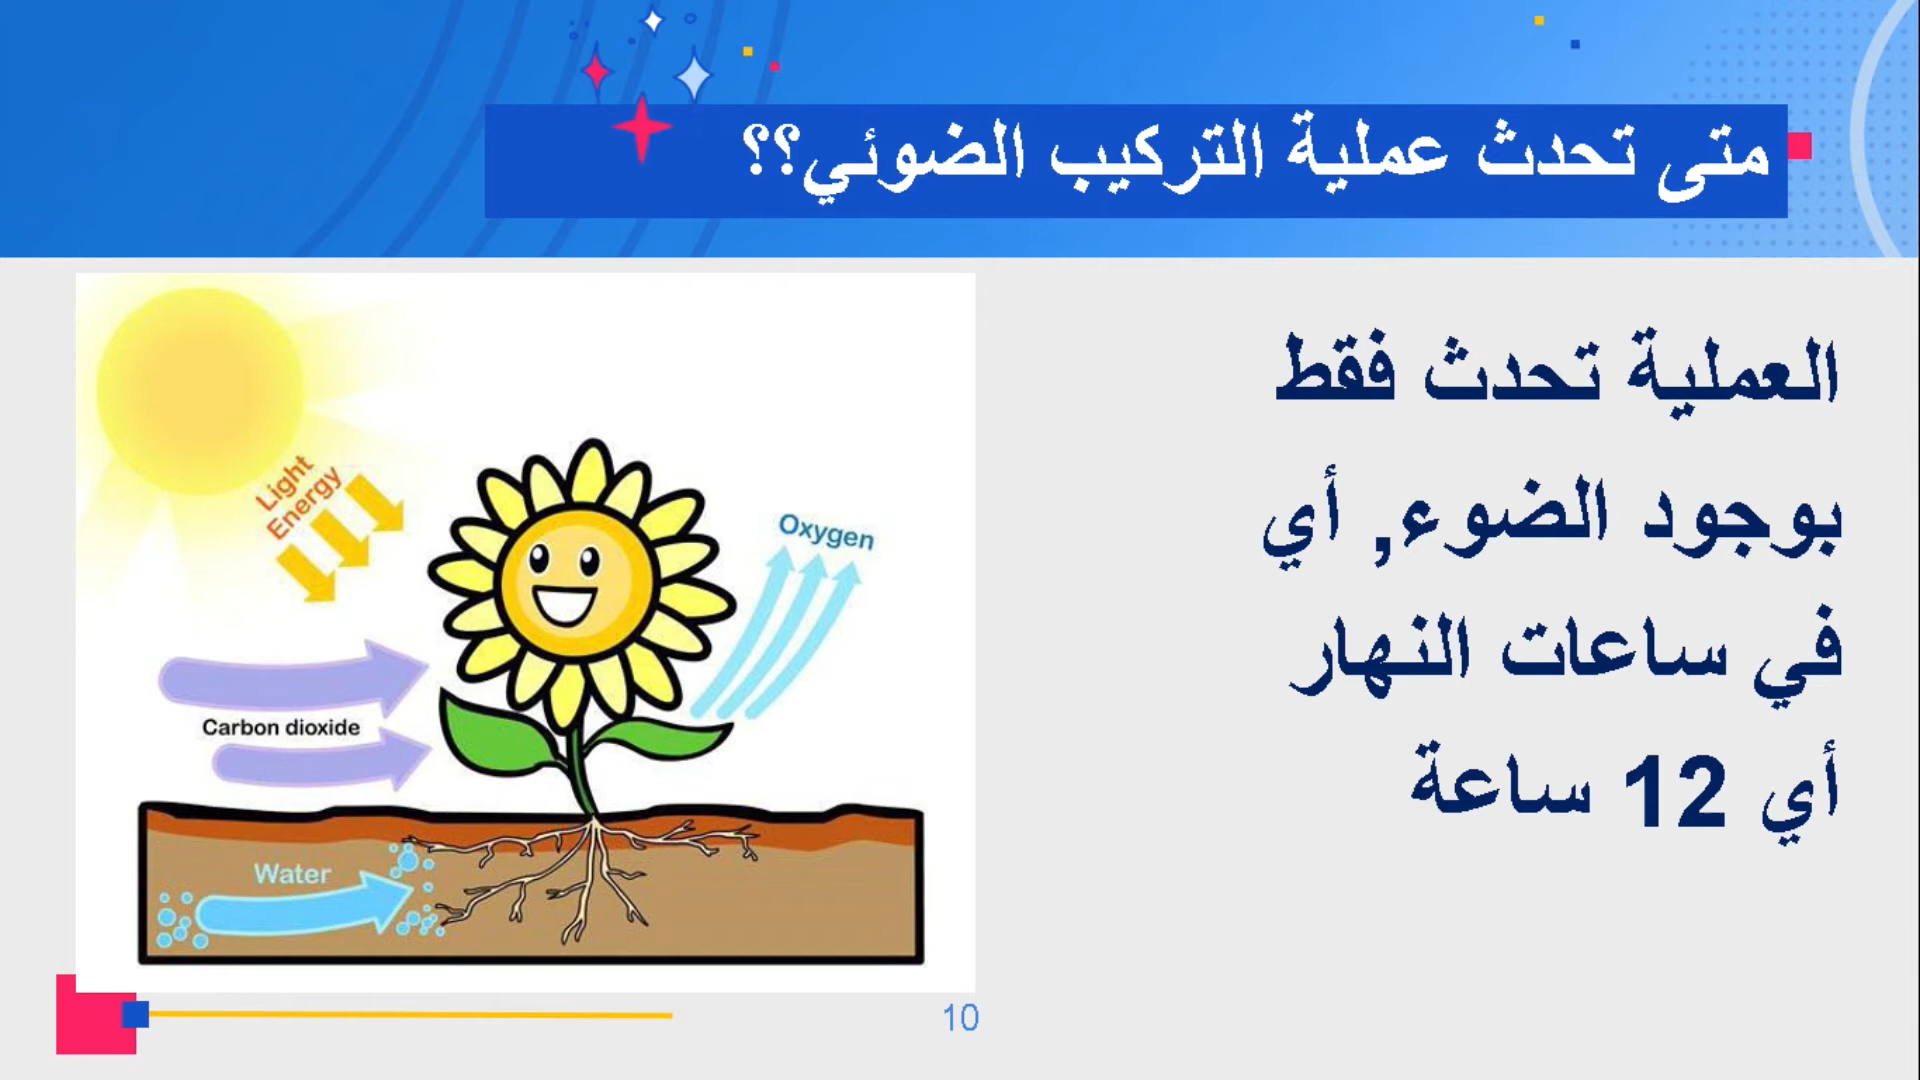 متى تحدث عملية التركيب الضوئي؟؟
العملية تحدث فقط
بوجود الضوء, أي
في ساعات النهار
أي 12 ساعة
Light
Energy
Oxygen
Carbon dioxide
Water
10